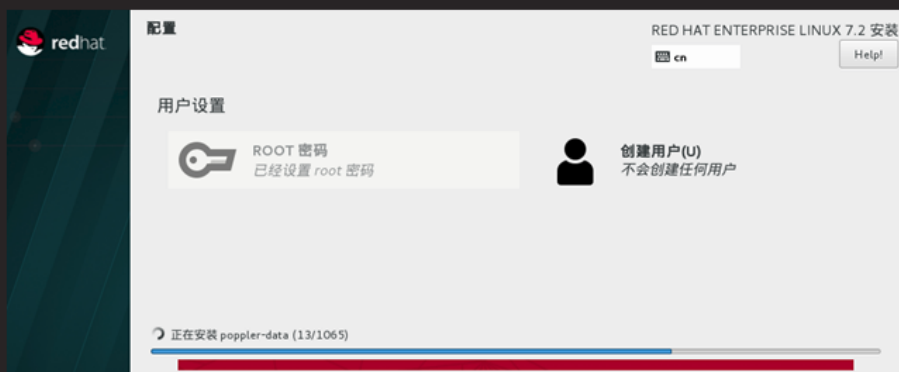 redhat
配置
RED HAT ENTERPRISE LINUX 7.2 安装
cn
Help!
用户设置
ROOT 密码
已经设置 root 密码
创建用户(U)
不会创建任何用户
正在安装 poppler-data (13/1065)